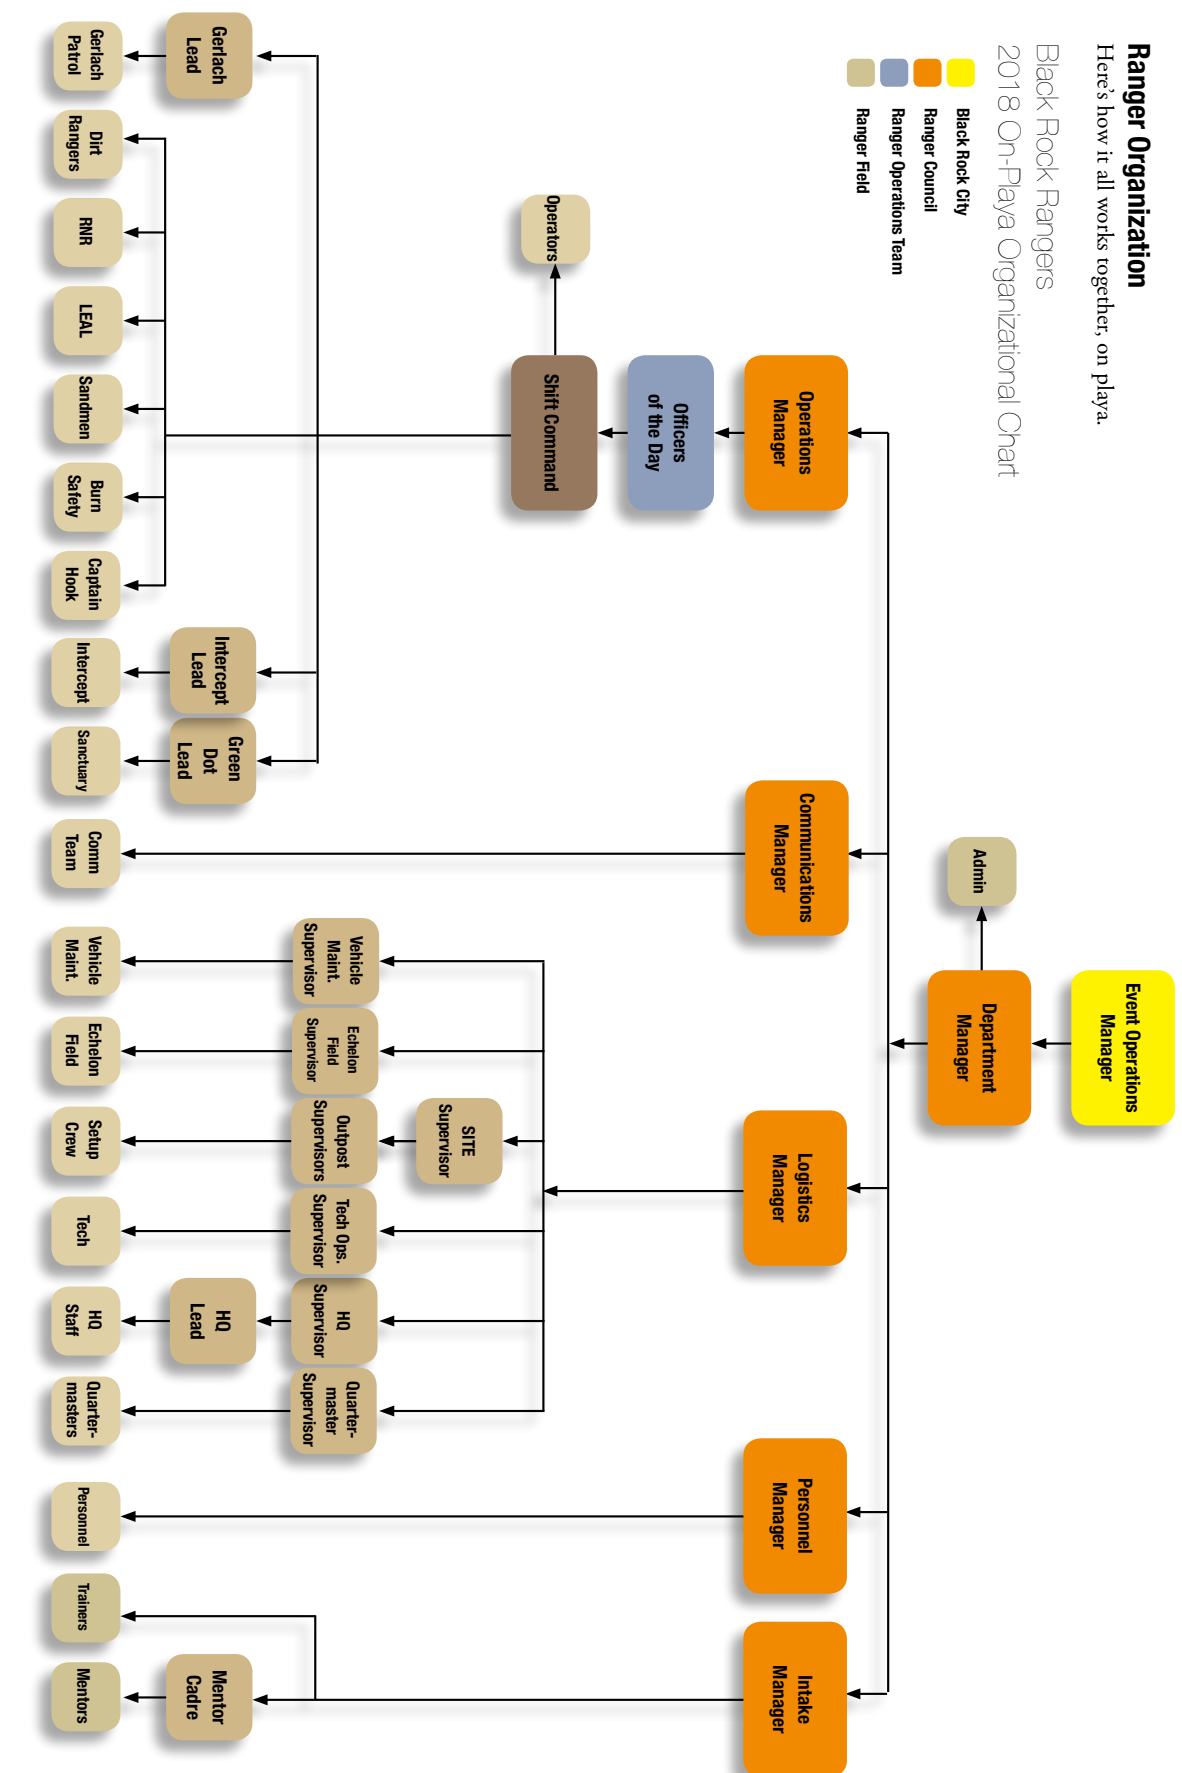 Ranger Organization
Here's how it all works together, on playa.
Black Rock Rangers
2018 On-Playa Organizational Chart
Black Rock City
Ranger Council
Ranger Operations Team
Ranger Field
Event Operations
Manager
Department
Manager
Admin
Operations
Manager
Communications
Manager
Logistics
Manager
Personnel
Manager
Intake
Manager
Officers
of the Day
Shift Command
Operators
SITE
Supervisor
Vehicle
Maint.
Supervisor
Echelon
Field
Supervisor
Outpost
Supervisors
Tech Ops.
Supervisor
HQ
Supervisor
Quarter-
master
Supervisor
Gerlach
Lead
Intercept
Lead
Green
Dot
Lead
HQ
Lead
Mentor
Cadre
Gerlach
Patrol
Dirt
Rangers
RNR
LEAL
Sandmen
Burn
Safety
Captain
Hook
Intercept
Sanctuary
Comm
Team
Vehicle
Maint.
Echelon
Field
Setup
Crew
Tech
HQ
Staff
Quarter-
masters
Personnel
Trainers
Mentors